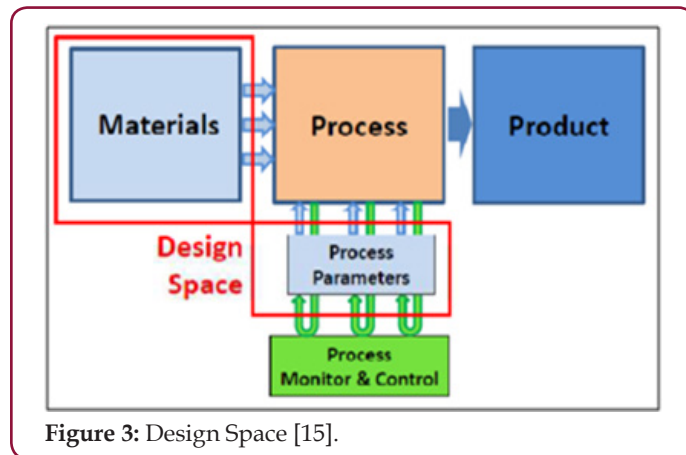 Materials
Process
Product
Design
Space
Process
Parameters
Process
Monitor & Control
Figure 3: Design Space [15].